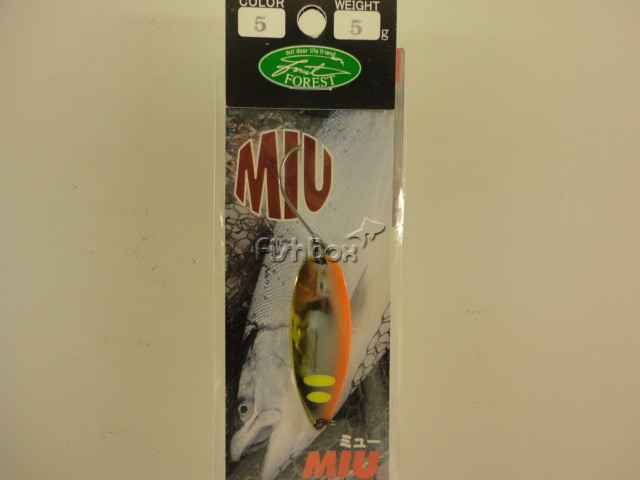 COLOR WEIGHT
5 5 g
out door life friend
Forest
FOREST
MIU
Fishbox
ミュー
MIU